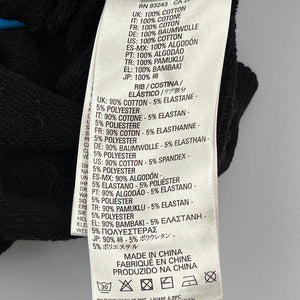 RN 93243 CA
UK: 100% COTTON
IT: 100% COTONE
FR: 100% COTON
DE: 100% BAUMWOLLE
US: 100% COTTON
ES-MX: 100% ALGODÓN
PT: 100% ALGODÃO
TR: 100% PAMUKLU
EL: 100% BAMBAKI
JP: 100% 綿
RIB / COSTINA /
ELÁSTICO / リブ部分
UK: 90% COTTON - 5% ELASTANE -
5% POLYESTER
IT: 90% COTONE - 5% ELASTAN -
5% POLIESTERE
FR: 90% COTON - 5% ELASTHANNE -
5% POLYESTER
DE: 90% BAUMWOLLE - 5% ELASTHAN -
5% POLYESTER
US: 90% COTTON - 5% SPANDEX -
5% POLYESTER
ES-MX: 90% ALGODÓN -
5% ELASTANO - 5% POLIÉSTER
PT: 90% ALGODÃO - 5% ELASTANO -
5% POLIÉSTER
TR: 90% PAMUKLU - 5% ELASTAN -
5% POLYESTER
EL: 90% BAMBAKI - 5% ΕΛΑΣΤΑΝΗ -
5% ΠΟΛΥΕΣΤΕΡΑΣ
JP: 90% 綿 - 5% ポリウレタン -
5% ポリエステル
MADE IN CHINA
FABRIQUÉ EN CHINE
HECHO EN CHINA
30